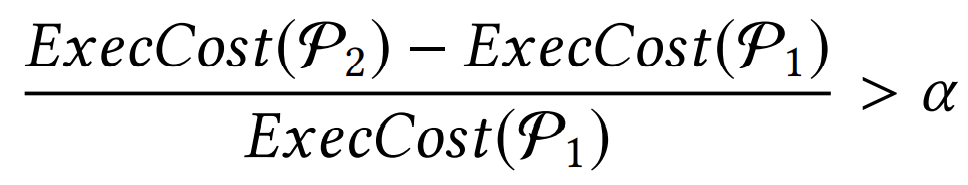 ExecCost(𝒫₂) − ExecCost(𝒫₁)
ExecCost(𝒫₁)
> α